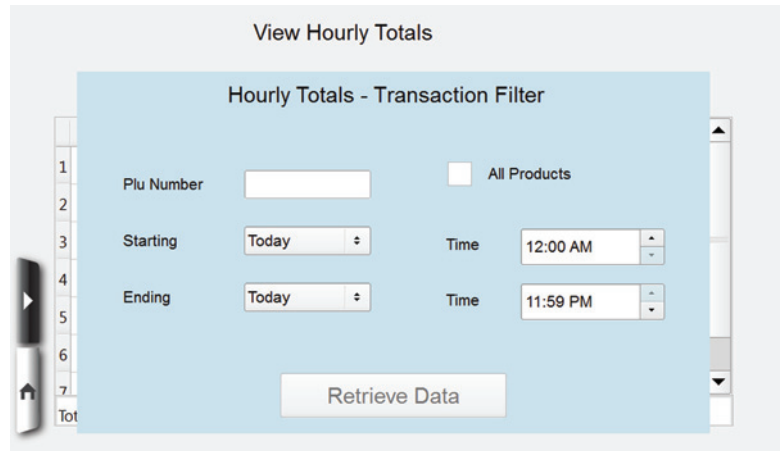 View Hourly Totals
Hourly Totals - Transaction Filter
1
Plu Number
All Products
2
3
Starting
Today
Time
12:00 AM
4
Ending
Today
Time
11:59 PM
5
6
7
Retrieve Data
Tot